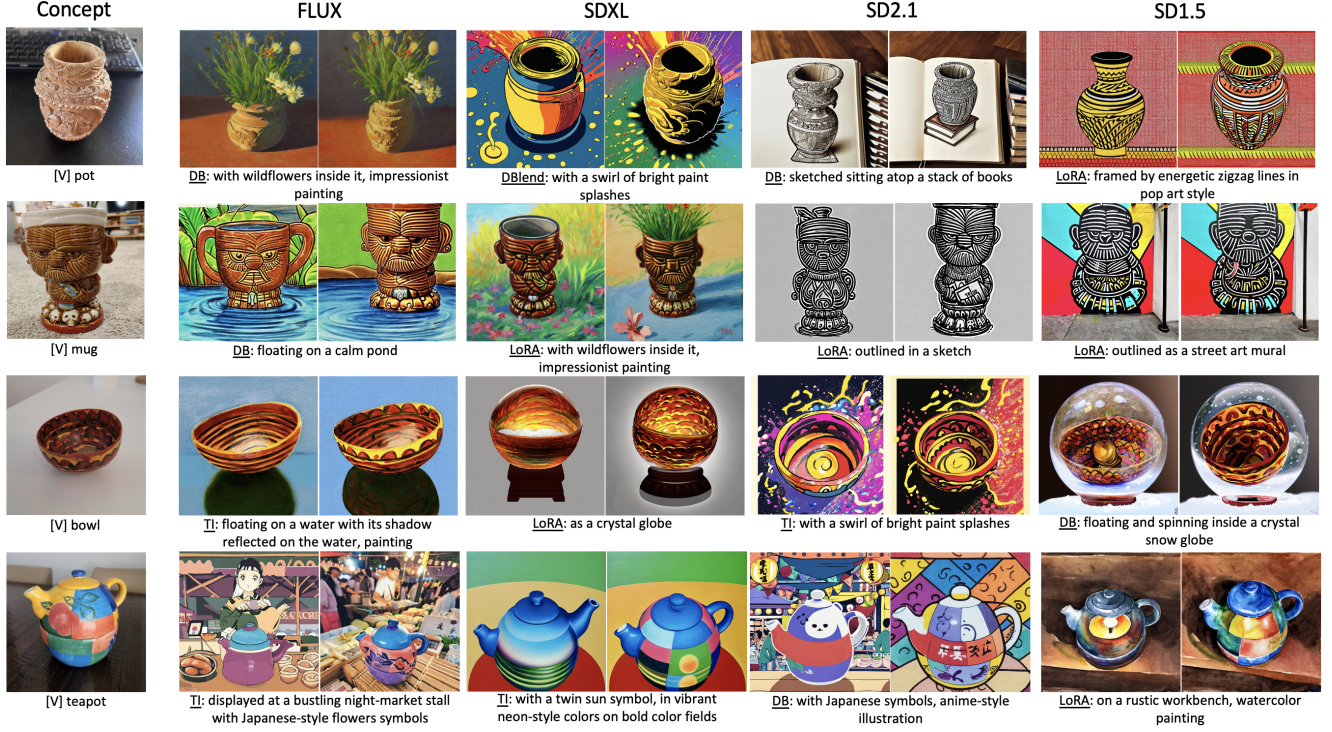 Concept
FLUX
SDXL
SD2.1
SD1.5
[V] pot
DB: with wildflowers inside it, impressionist
painting
DBlend: with a swirl of bright paint
splashes
DB: sketched sitting atop a stack of books
LoRA: framed by energetic zigzag lines in
pop art style
[V] mug
DB: floating on a calm pond
LoRA: with wildflowers inside it,
impressionist painting
LoRA: outlined in a sketch
LoRA: outlined as a street art mural
[V] bowl
TI: floating on a water with its shadow
reflected on the water, painting
LoRA: as a crystal globe
TI: with a swirl of bright paint splashes
DB: floating and spinning inside a crystal
snow globe
[V] teapot
TI: displayed at a bustling night-market stall
with Japanese-style flowers symbols
TI: with a twin sun symbol, in vibrant
neon-style colors on bold color fields
DB: with Japanese symbols, anime-style
illustration
LoRA: on a rustic workbench, watercolor
painting